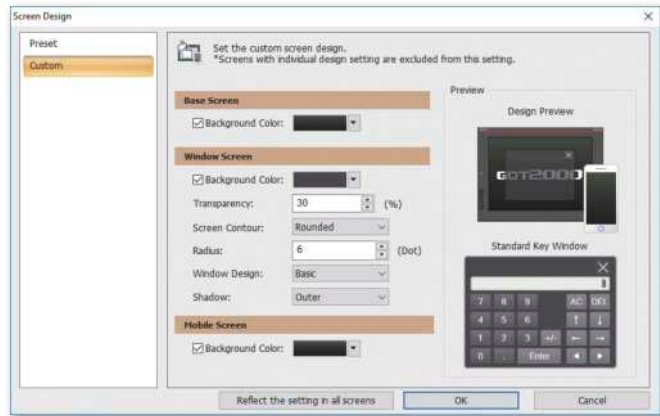 Screen Design
Preset
Custom
Set the custom screen design.
*Screens with individual design setting are excluded from this setting.
Base Screen
Background Color:
Window Screen
Background Color:
Transparency: 30 (%)
Screen Contour: Rounded
Radius: 6 (Dot)
Window Design: Basic
Shadow: Outer
Mobile Screen
Background Color:
Preview
Design Preview
GOT2000
Standard Key Window
7 8 9 AC DEL
4 5 6 ↑ ↓
1 2 3 +/- ← →
0 . Enter ◄ ►
Reflect the setting in all screens OK Cancel